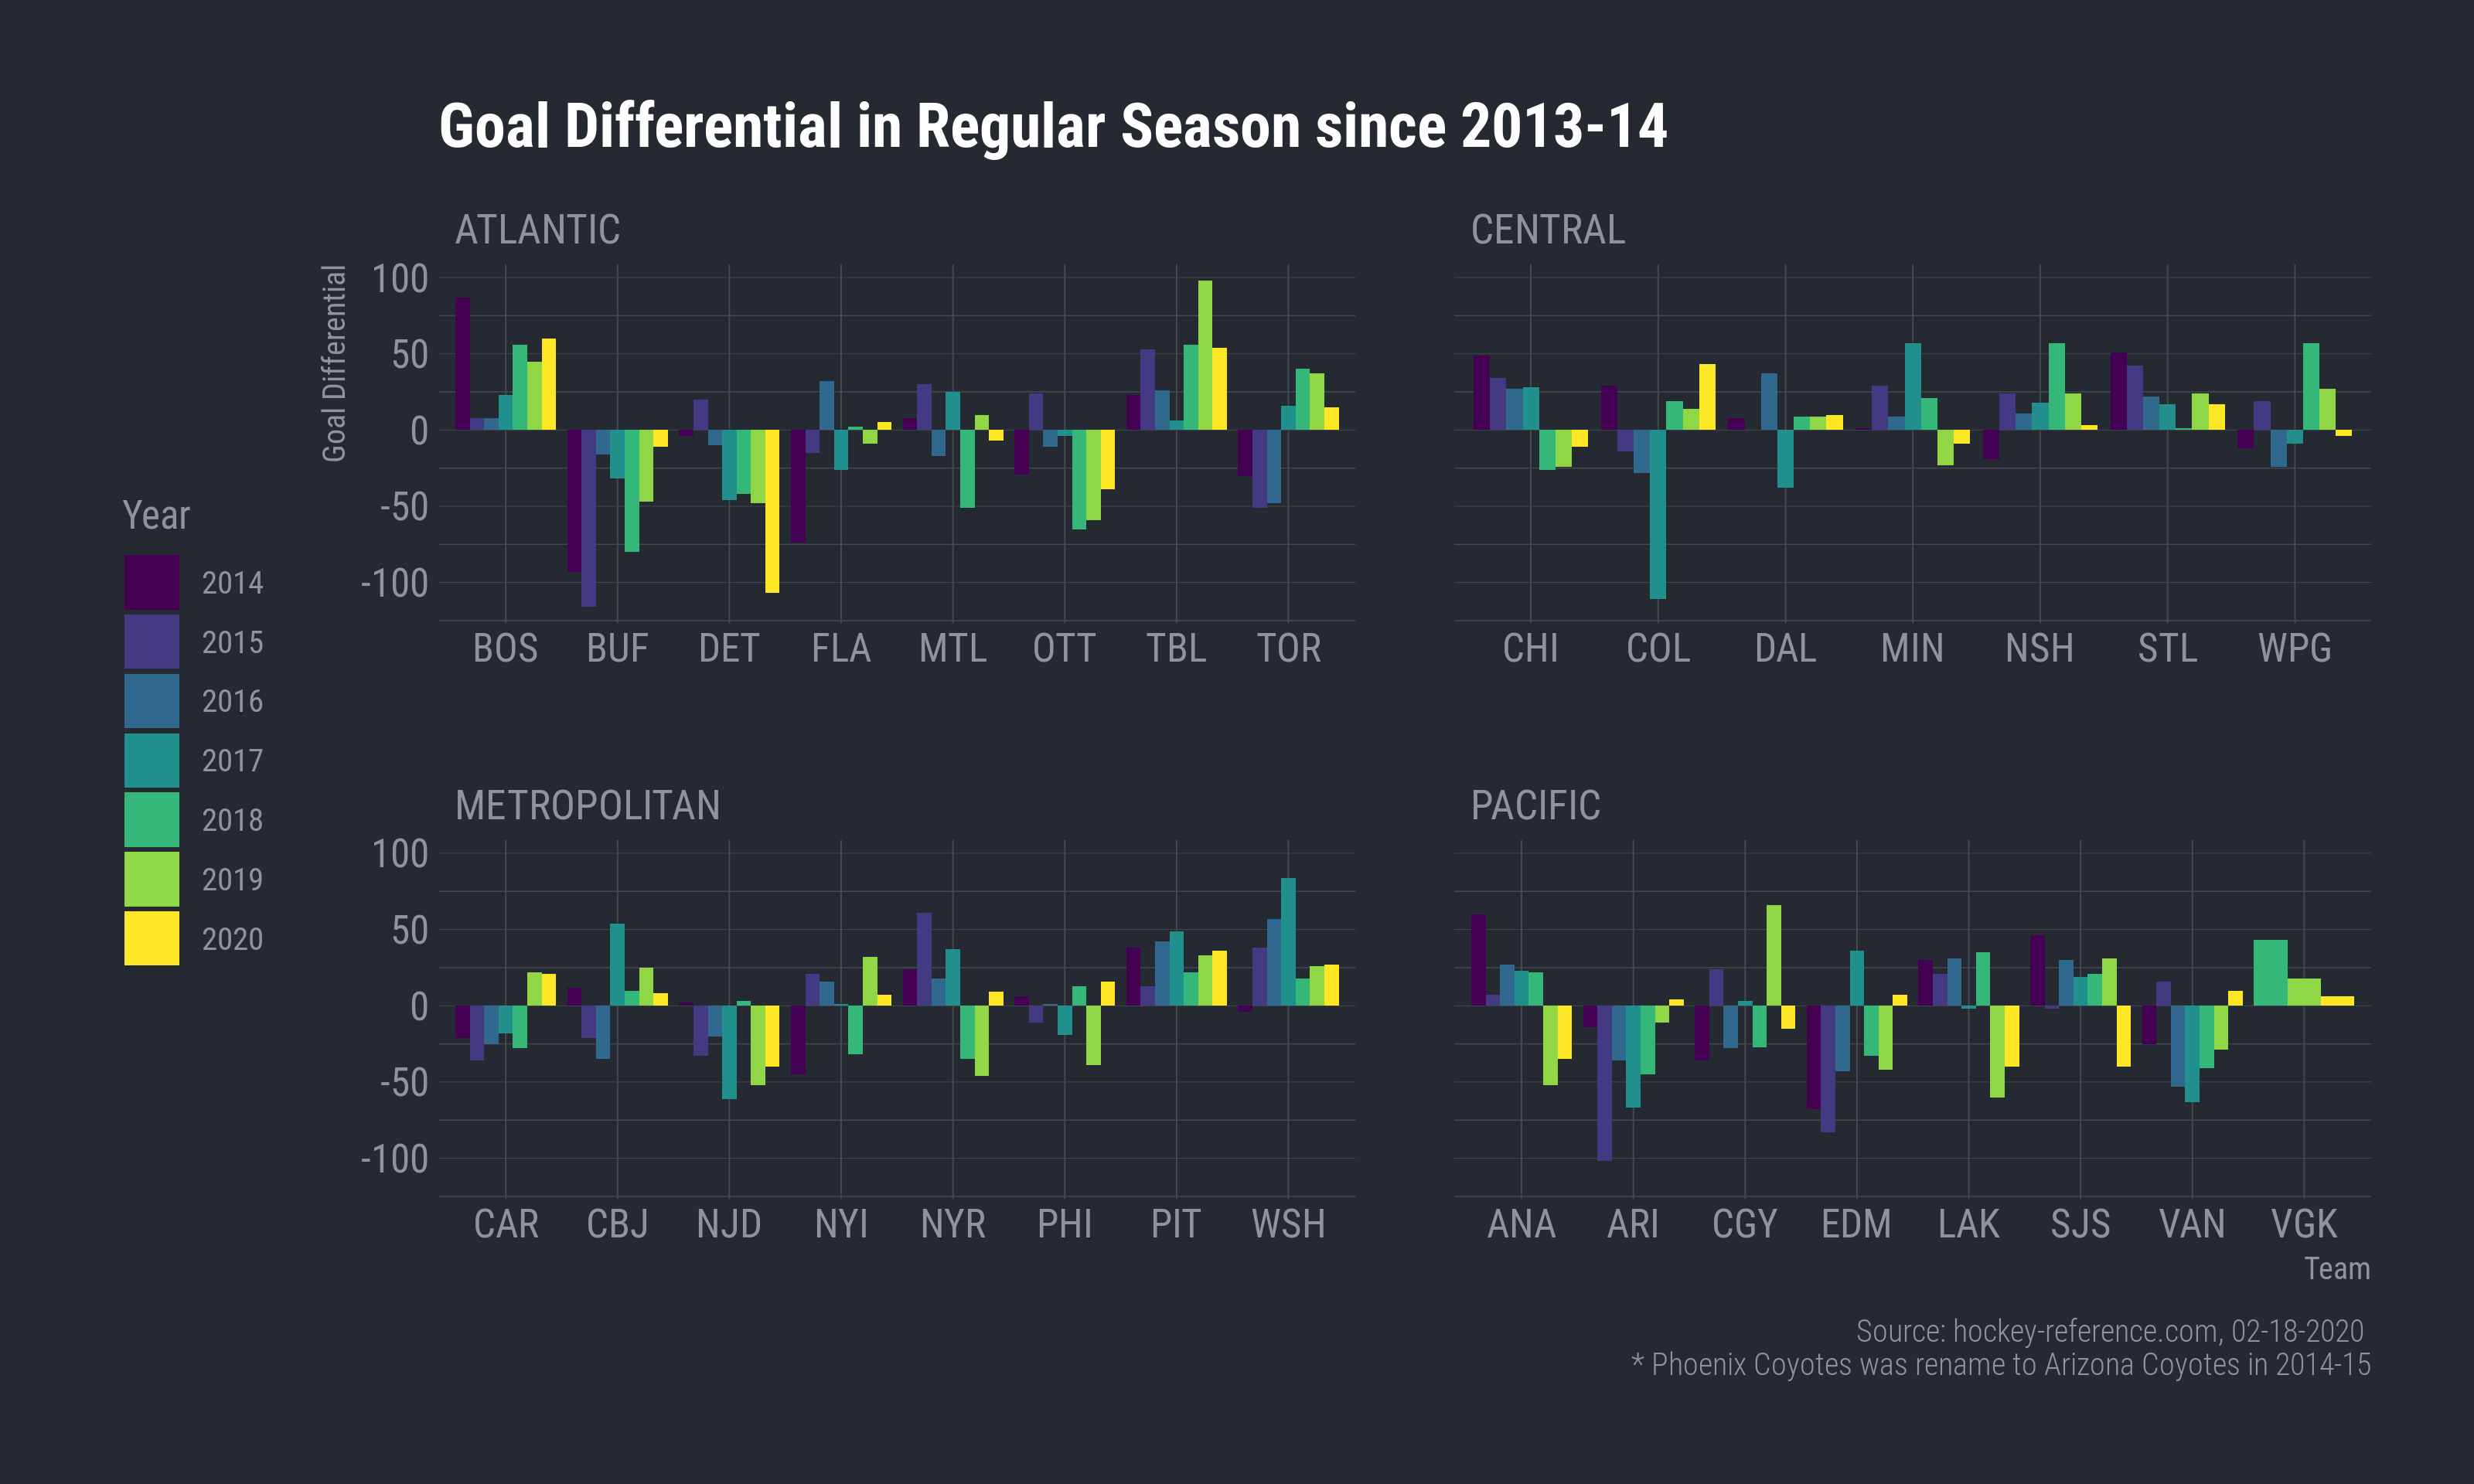 Goal Differential in Regular Season since 2013-14
ATLANTIC
CENTRAL
Goal Differential
100
50
0
-50
-100
BOS BUF DET FLA MTL OTT TBL TOR
CHI COL DAL MIN NSH STL WPG
Year
2014
2015
2016
2017
2018
2019
2020
METROPOLITAN
PACIFIC
100
50
0
-50
-100
CAR CBJ NJD NYI NYR PHI PIT WSH
ANA ARI CGY EDM LAK SJS VAN VGK
Team
Source: hockey-reference.com, 02-18-2020
* Phoenix Coyotes was rename to Arizona Coyotes in 2014-15